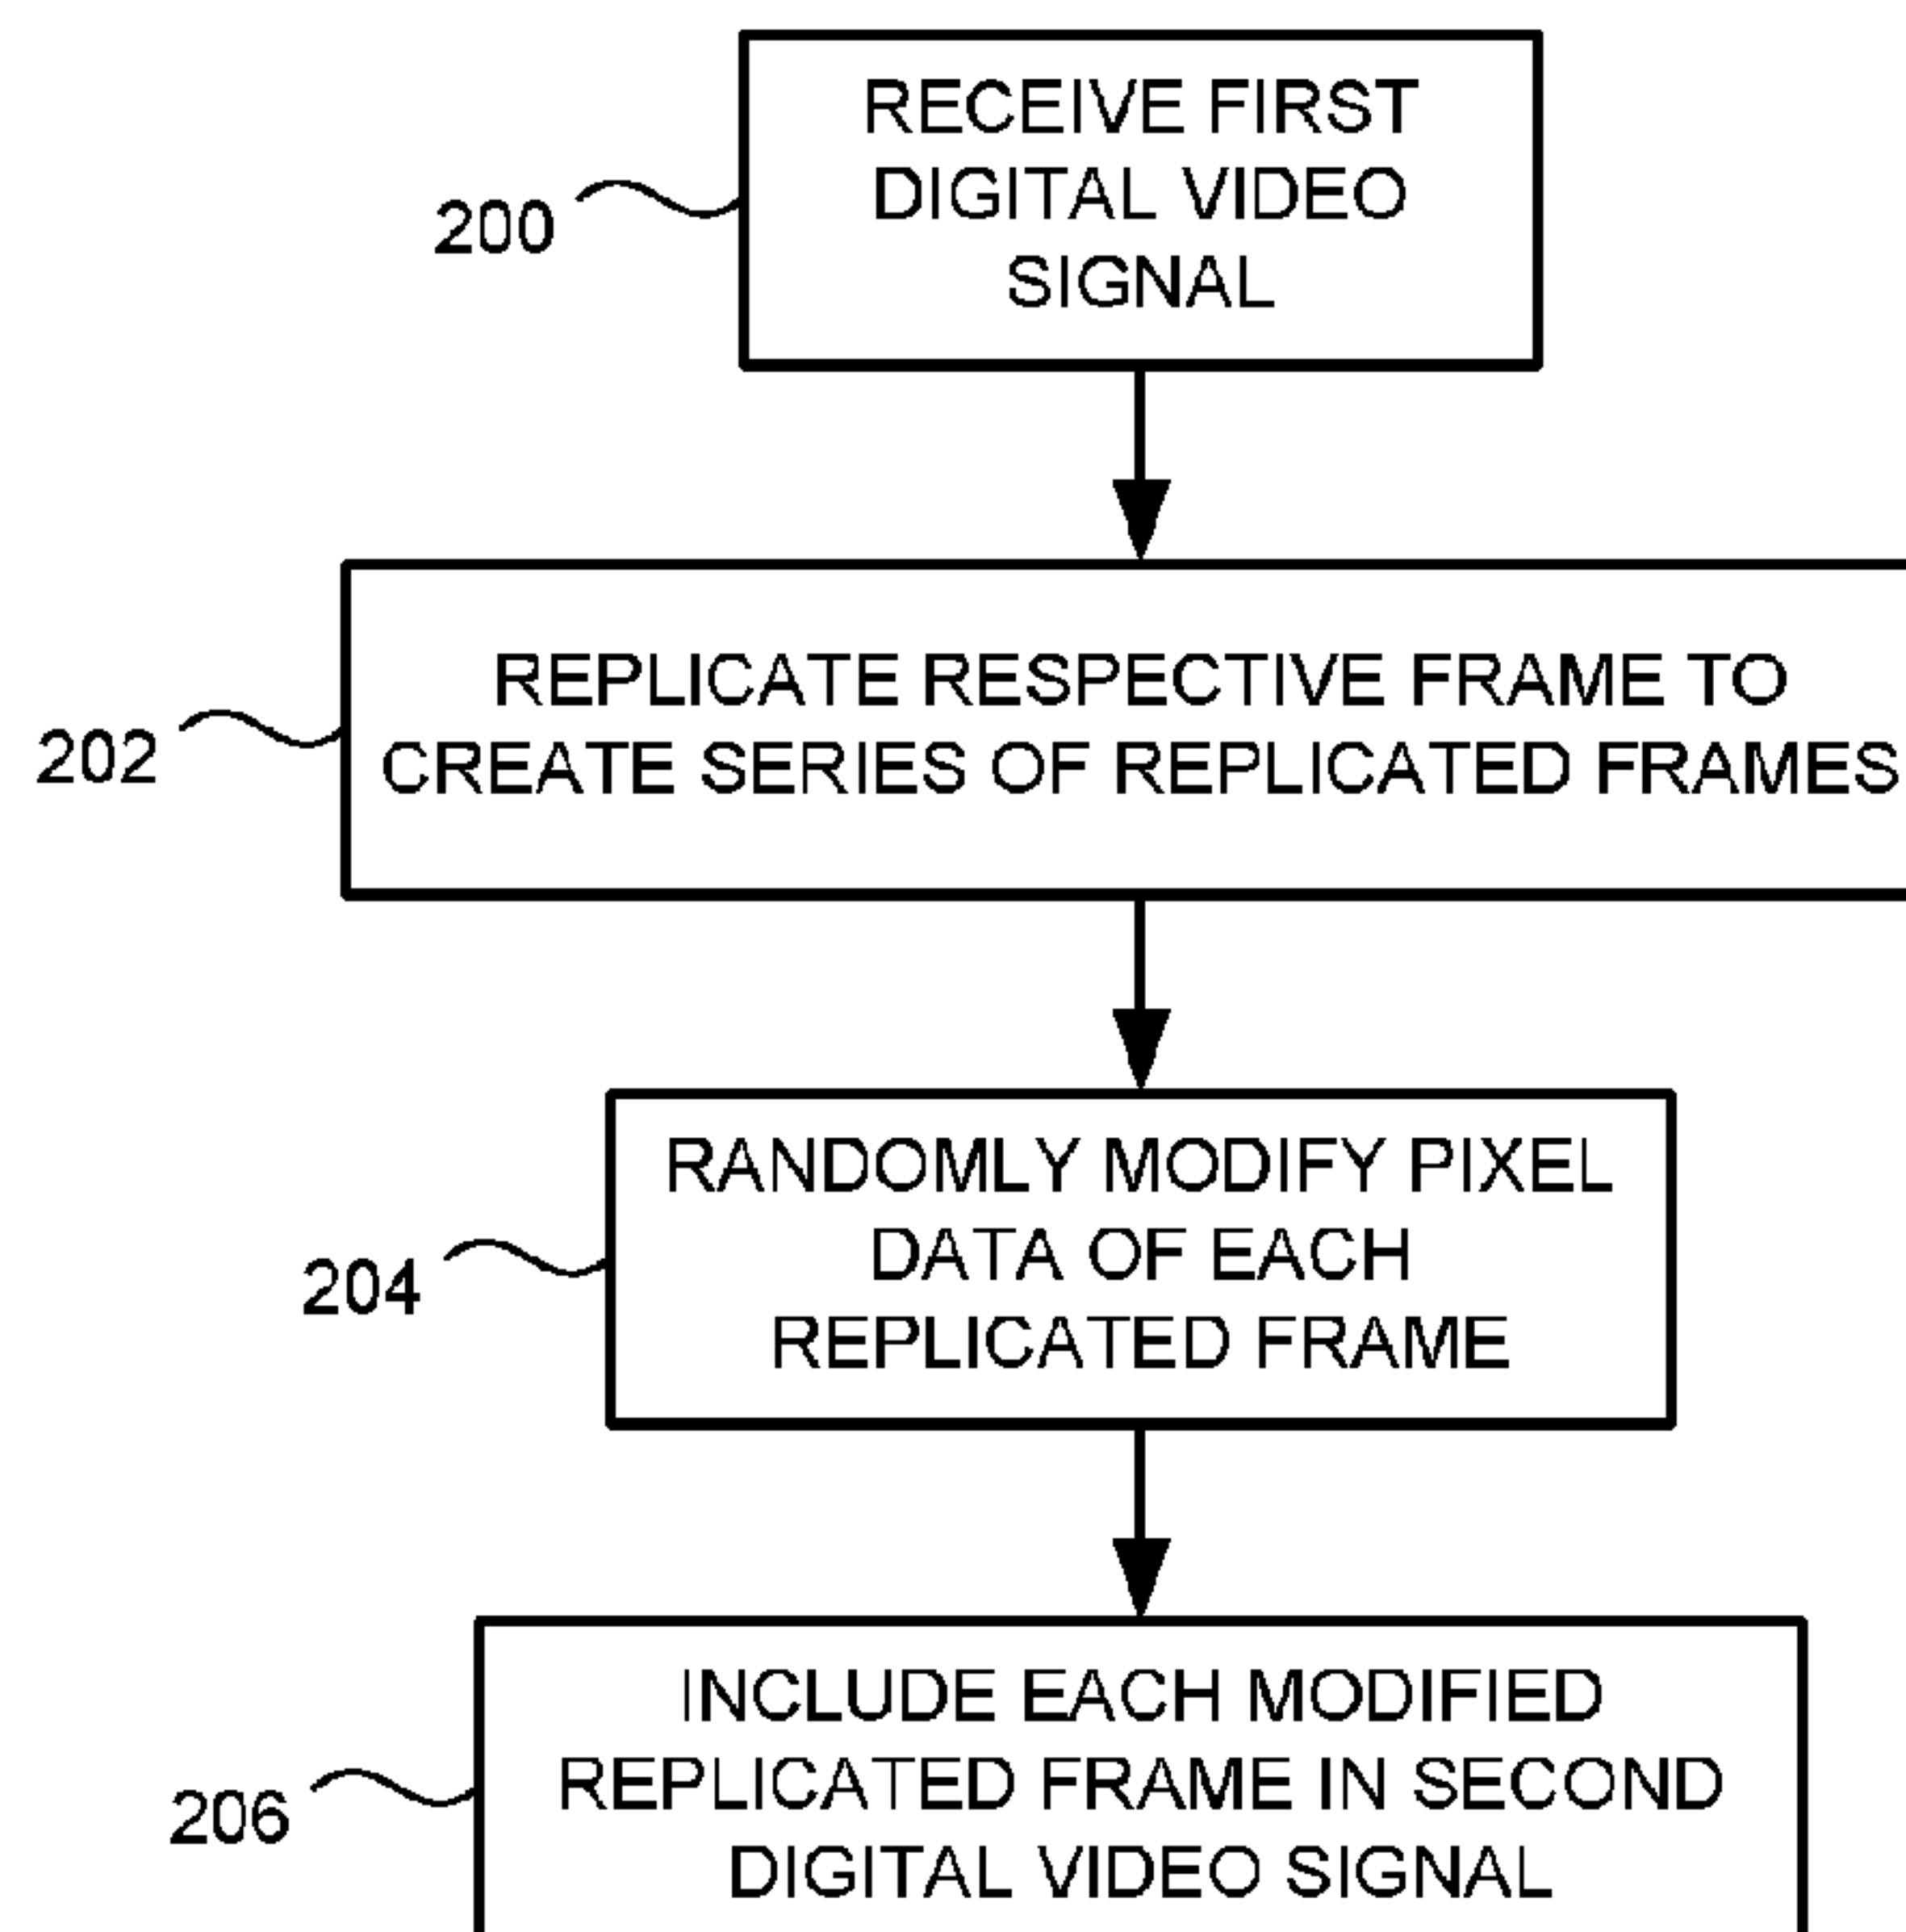 RECEIVE FIRST
DIGITAL VIDEO
SIGNAL
200
REPLICATE RESPECTIVE FRAME TO
CREATE SERIES OF REPLICATED FRAMES
202
RANDOMLY MODIFY PIXEL
DATA OF EACH
REPLICATED FRAME
204
INCLUDE EACH MODIFIED
REPLICATED FRAME IN SECOND
DIGITAL VIDEO SIGNAL
206